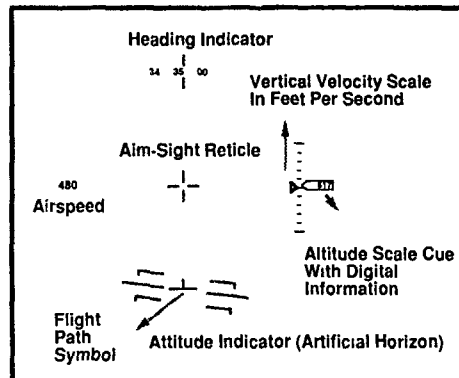 Heading Indicator
34 35 00
Vertical Velocity Scale
In Feet Per Second
Aim-Sight Reticle
480
Airspeed
Altitude Scale Cue
With Digital
Information
Flight
Path
Symbol
Attitude Indicator (Artificial Horizon)